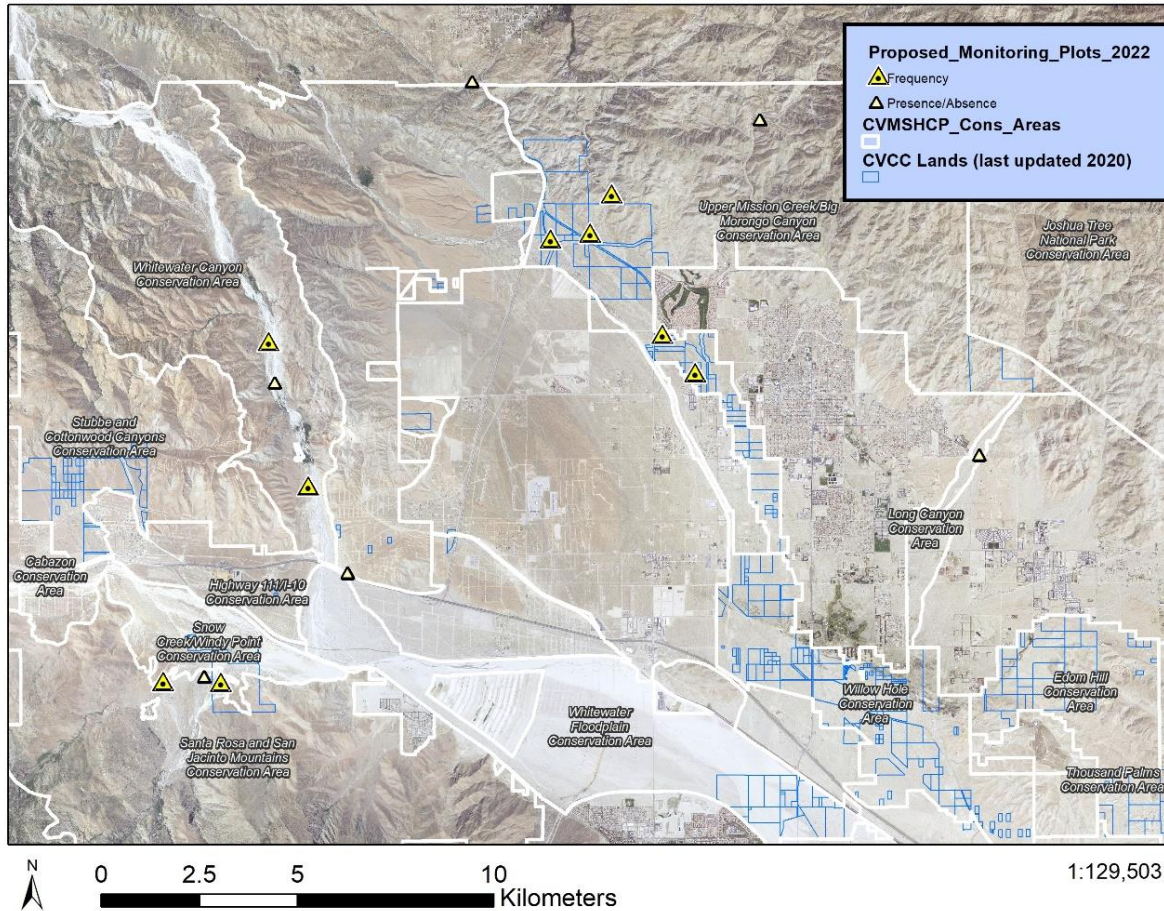 Proposed_Monitoring_Plots_2022
Frequency
Presence/Absence
CVMSHCP_Cons_Areas
CVCC Lands (last updated 2020)
Upper Mission Creek/Big
Morongo Canyon
Conservation Area
Joshua Tree
National Park
Conservation Area
Whitewater Canyon
Conservation Area
Stubbe and
Cottonwood Canyons
Conservation Area
Long Canyon
Conservation
Area
Cabazon
Conservation
Area
Highway 111/I-10
Conservation Area
Snow
Creek/Windy Point
Conservation Area
Willow Hole
Conservation
Area
Edom Hill
Conservation
Area
Whitewater
Floodplain
Conservation Area
Santa Rosa and San
Jacinto Mountains
Conservation Area
Thousand Palms
Conservation Area
N
0 2.5 5 10
Kilometers
1:129,503